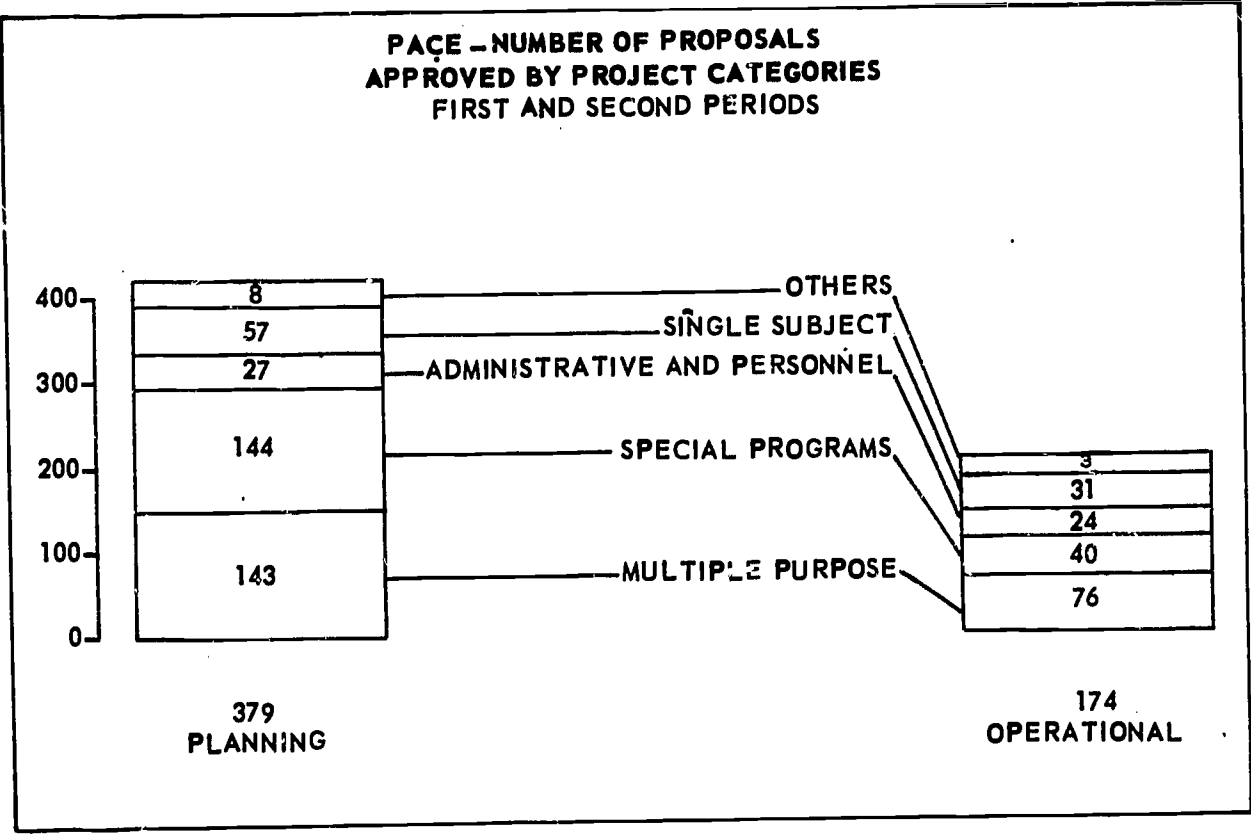 PACE – NUMBER OF PROPOSALS
APPROVED BY PROJECT CATEGORIES
FIRST AND SECOND PERIODS
400
300
200
100
0
8
57
27
144
143
OTHERS
SINGLE SUBJECT
ADMINISTRATIVE AND PERSONNEL
SPECIAL PROGRAMS
MULTIPLE PURPOSE
3
31
24
40
76
379
PLANNING
174
OPERATIONAL